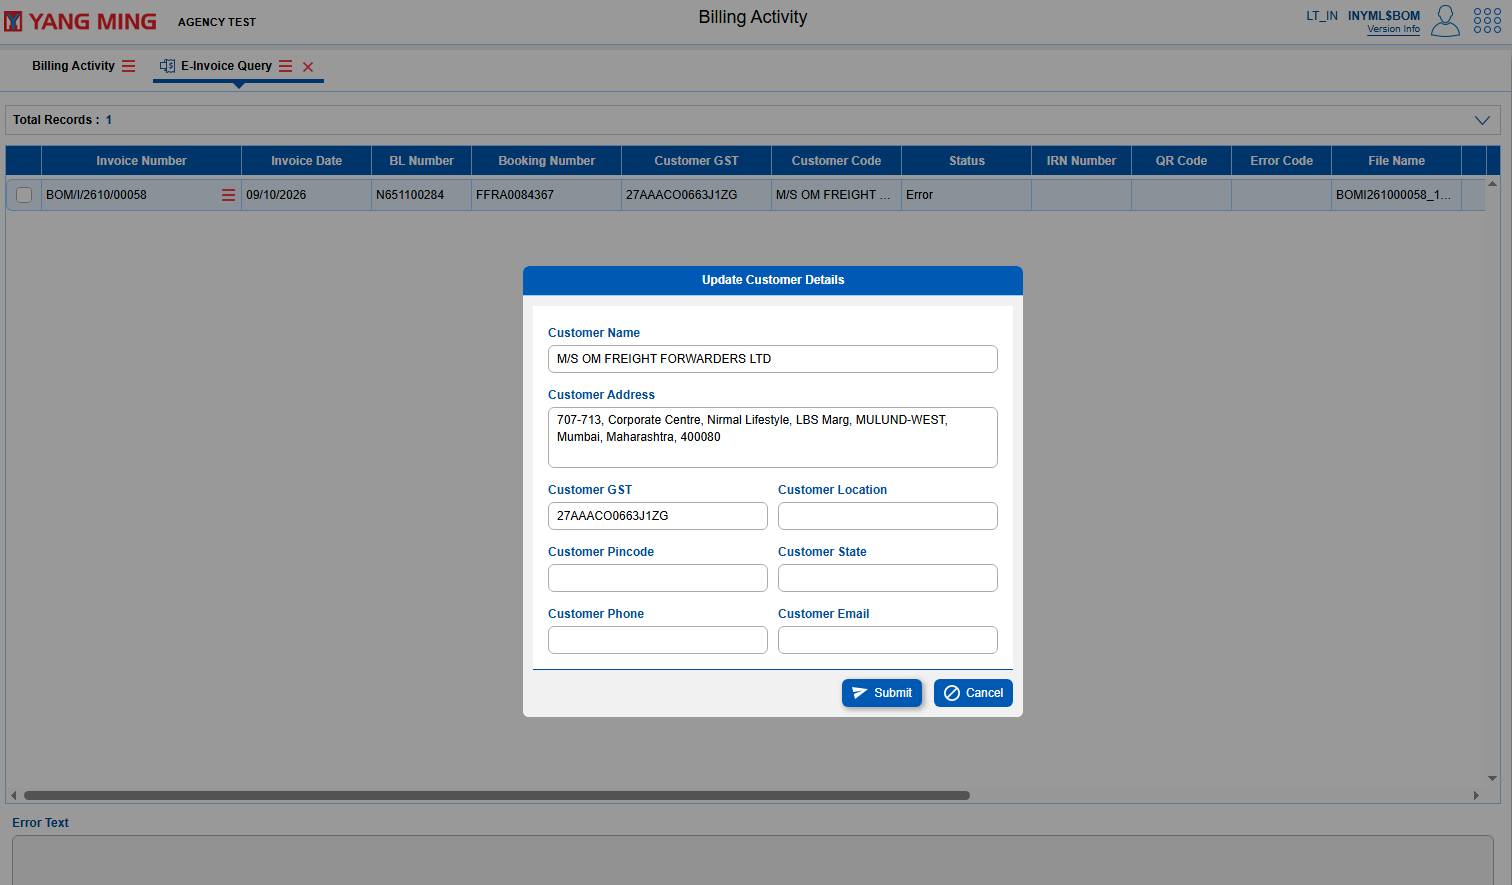 YANG MING
AGENCY TEST
Billing Activity
LT_IN INYML$BOM
Version Info
Billing Activity
E-Invoice Query
Total Records : 1
Invoice Number Invoice Date BL Number Booking Number Customer GST Customer Code Status IRN Number QR Code Error Code File Name
BOM/I/2610/00058 09/10/2026 N651100284 FFRA0084367 27AAACO0663J1ZG M/S OM FREIGHT ... Error BOMI261000058_1...
Update Customer Details
Customer Name
M/S OM FREIGHT FORWARDERS LTD
Customer Address
707-713, Corporate Centre, Nirmal Lifestyle, LBS Marg, MULUND-WEST,
Mumbai, Maharashtra, 400080
Customer GST Customer Location
27AAACO0663J1ZG
Customer Pincode Customer State
Customer Phone Customer Email
Submit Cancel
Error Text